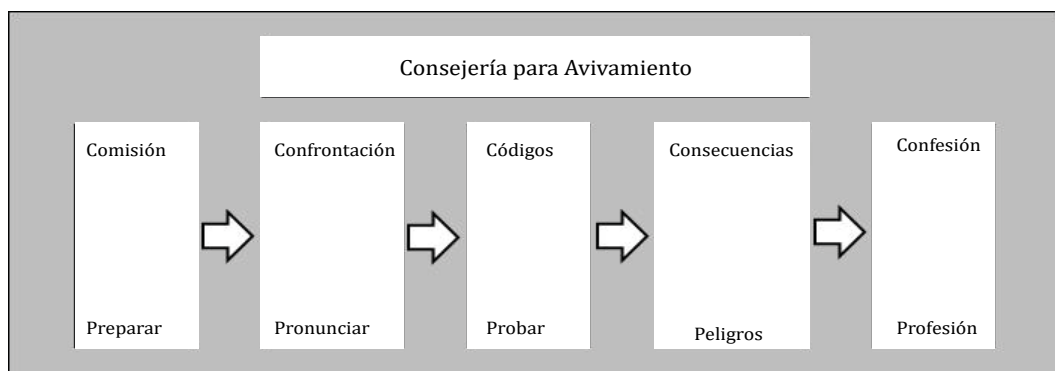 Consejería para Avivamiento
Comisión
Preparar
Confrontación
Pronunciar
Códigos
Probar
Consecuencias
Peligros
Confesión
Profesión